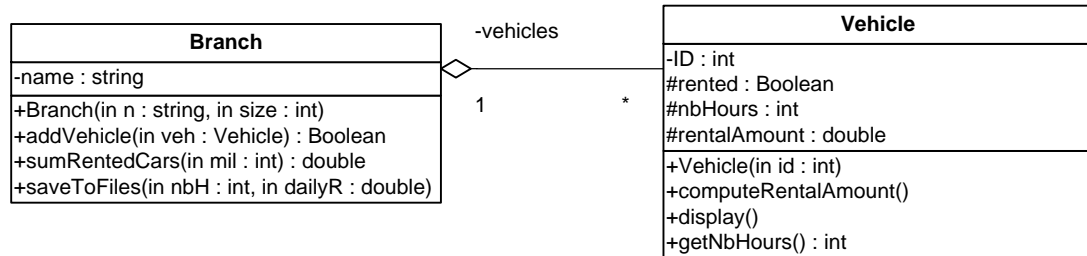 Branch
-name : string
+Branch(in n : string, in size : int)
+addVehicle(in veh : Vehicle) : Boolean
+sumRentedCars(in mil : int) : double
+saveToFiles(in nbH : int, in dailyR : double)
-vehicles
1
*
Vehicle
-ID : int
#rented : Boolean
#nbHours : int
#rentalAmount : double
+Vehicle(in id : int)
+computeRentalAmount()
+display()
+getNbHours() : int